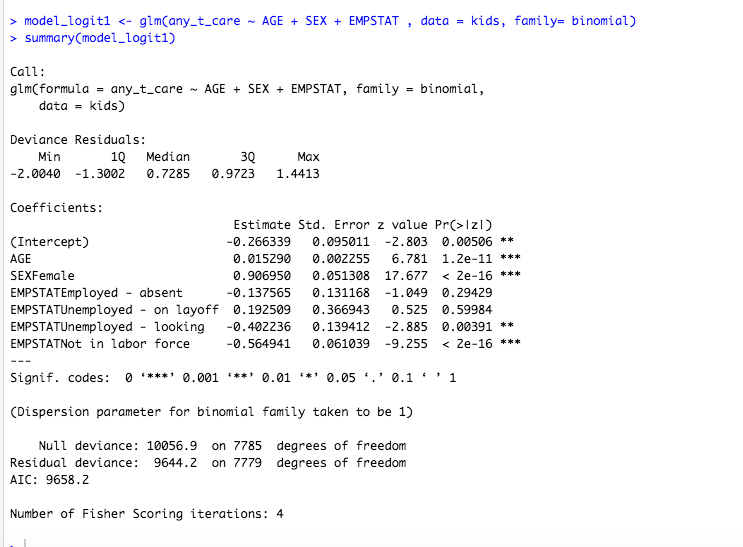 > model_logit1 <- glm(any_t_care ~ AGE + SEX + EMPSTAT , data = kids, family= binomial)
> summary(model_logit1)
Call:
glm(formula = any_t_care ~ AGE + SEX + EMPSTAT, family = binomial,
    data = kids)
Deviance Residuals:
    Min       1Q   Median       3Q      Max
-2.0040  -1.3002   0.7285   0.9723   1.4413
Coefficients:
                              Estimate Std. Error z value Pr(>|z|)
(Intercept)                  -0.266339   0.095011  -2.803  0.00506 **
AGE                           0.015290   0.002255   6.781  1.2e-11 ***
SEXFemale                     0.906950   0.051308  17.677  < 2e-16 ***
EMPSTATEmployed - absent     -0.137565   0.131168  -1.049  0.29429
EMPSTATUnemployed - on layoff 0.192509   0.366943   0.525  0.59984
EMPSTATUnemployed - looking  -0.402236   0.139412  -2.885  0.00391 **
EMPSTATNot in labor force    -0.564941   0.061039  -9.255  < 2e-16 ***
---
Signif. codes:  0 ‘***’ 0.001 ‘**’ 0.01 ‘*’ 0.05 ‘.’ 0.1 ‘ ’ 1
(Dispersion parameter for binomial family taken to be 1)
    Null deviance: 10056.9  on 7785  degrees of freedom
Residual deviance:  9644.2  on 7779  degrees of freedom
AIC: 9658.2
Number of Fisher Scoring iterations: 4
>